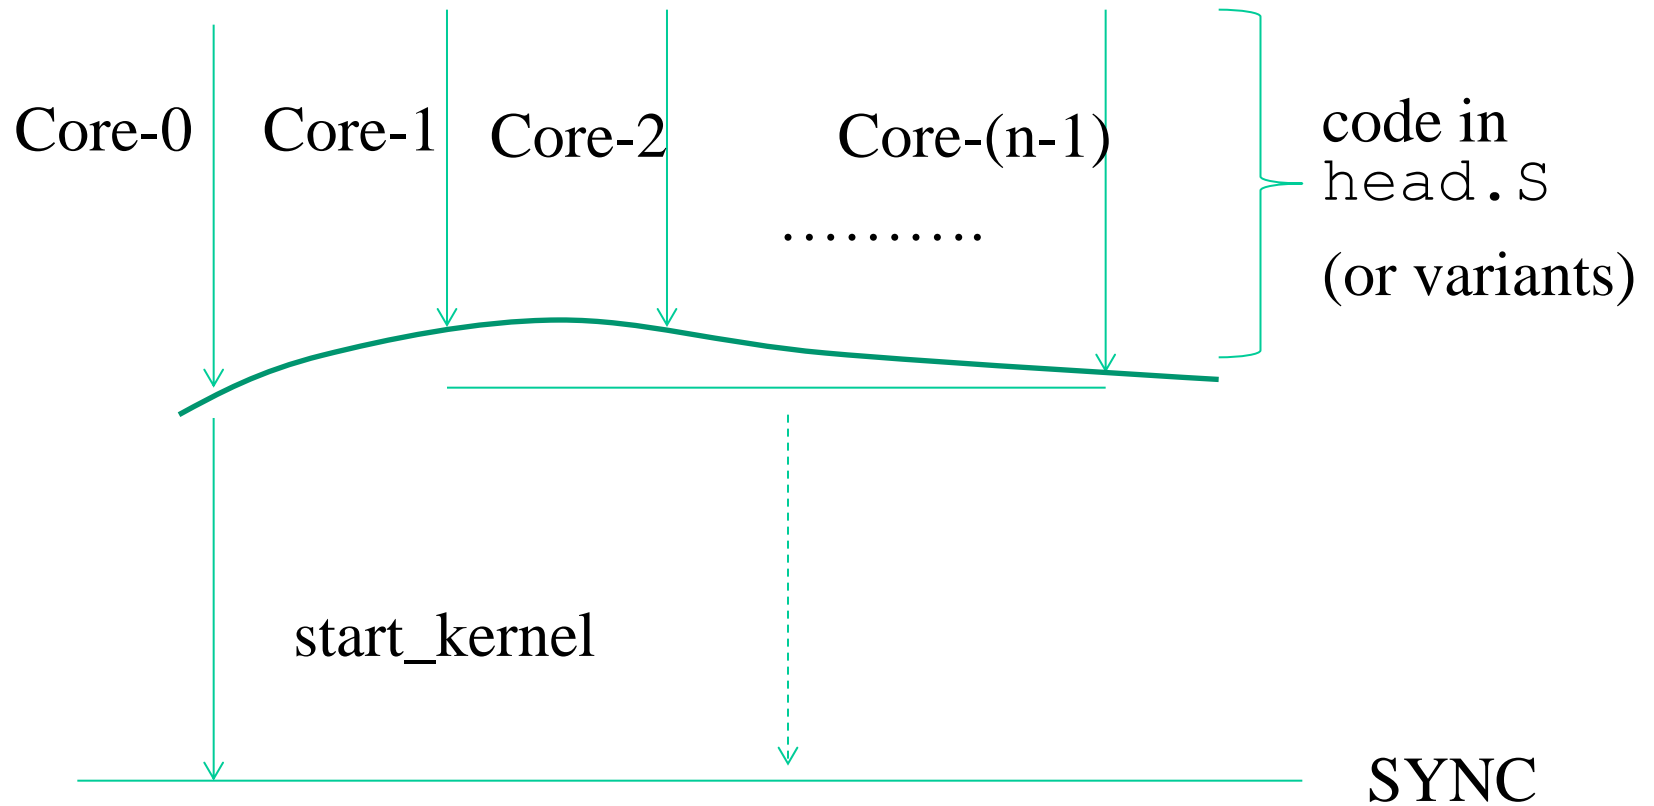 Core-0
Core-1
Core-2
Core-(n-1)
……….
code in
head.S
(or variants)
start_kernel
SYNC